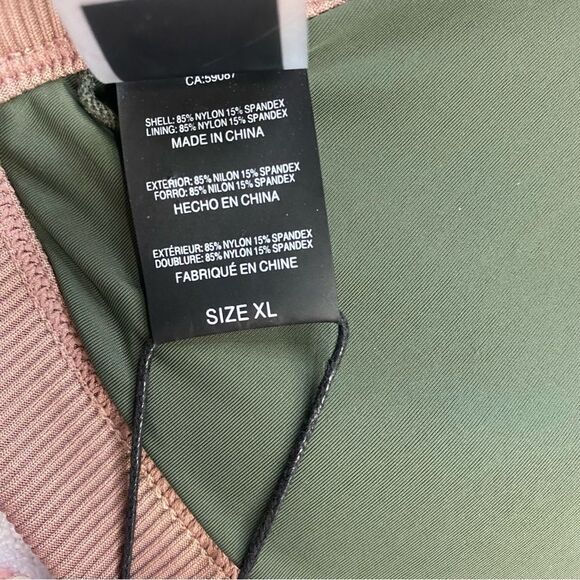 CA:59087
SHELL: 85% NYLON 15% SPANDEX
LINING: 85% NYLON 15% SPANDEX
MADE IN CHINA
EXTERIOR: 85% NILON 15% SPANDEX
FORRO: 85% NILON 15% SPANDEX
HECHO EN CHINA
EXTÉRIEUR: 85% NYLON 15% SPANDEX
DOUBLURE: 85% NYLON 15% SPANDEX
FABRIQUÉ EN CHINE
SIZE XL